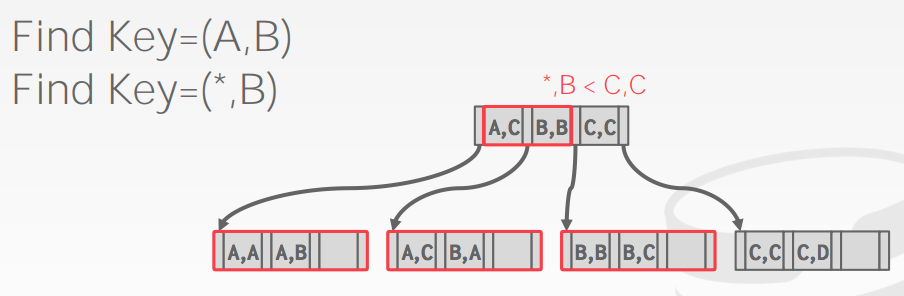 Find Key=(A,B)
Find Key=(*,B)
*,B < C,C
A,C B,B C,C
A,A A,B
A,C B,A
B,B B,C
C,C C,D